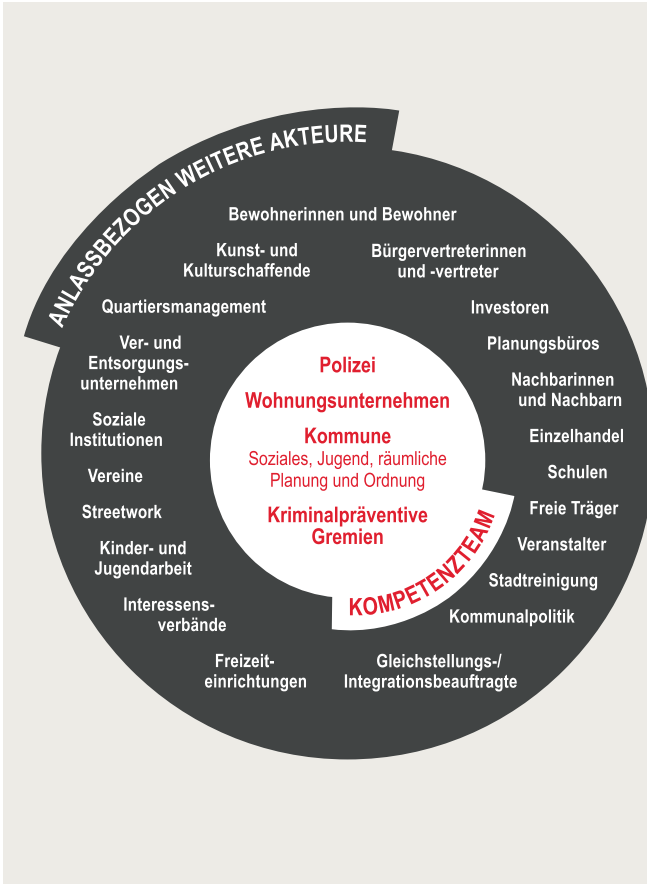 ANLASSBEZOGEN WEITERE AKTEURE
Bewohnerinnen und Bewohner
Kunst- und
Kulturschaffende
Bürgervertreterinnen
und -vertreter
Quartiersmanagement
Investoren
Ver- und
Entsorgungs-
unternehmen
Planungsbüros
Nachbarinnen
und Nachbarn
Soziale
Institutionen
Einzelhandel
Vereine
Schulen
Streetwork
Freie Träger
Kinder- und
Jugendarbeit
Veranstalter
Stadtreinigung
Interessens-
verbände
Kommunalpolitik
Freizeit-
einrichtungen
Gleichstellungs-/
Integrationsbeauftragte
Polizei
Wohnungsunternehmen
Kommune
Soziales, Jugend, räumliche
Planung und Ordnung
Kriminalpräventive
Gremien
KOMPETENZTEAM